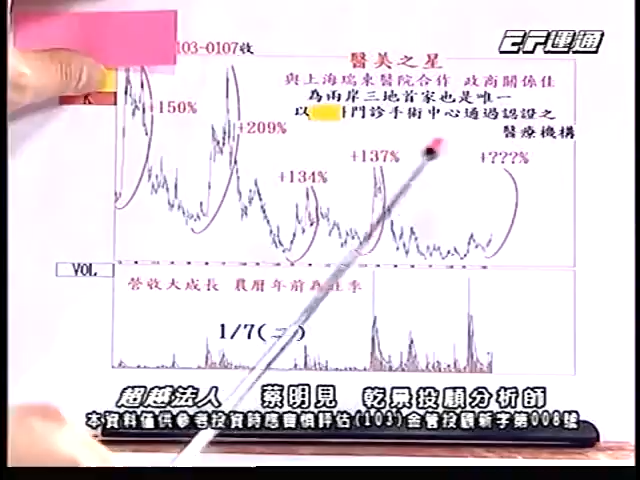 103-0107收
EF運通
醫美之星
與上海瑞東醫院合作 政商關係佳
為兩岸三地首家也是唯一
以 門診手術中心通過認證之
醫療機構
K
+150%
+209%
+134%
+137%
+???%
VOL
營收大成長 農曆年前為旺季
1/7(二)
超越法人 蔡明見 乾景投顧分析師
本資料僅供參考投資時應審慎評估(103)金管投顧新字第008號